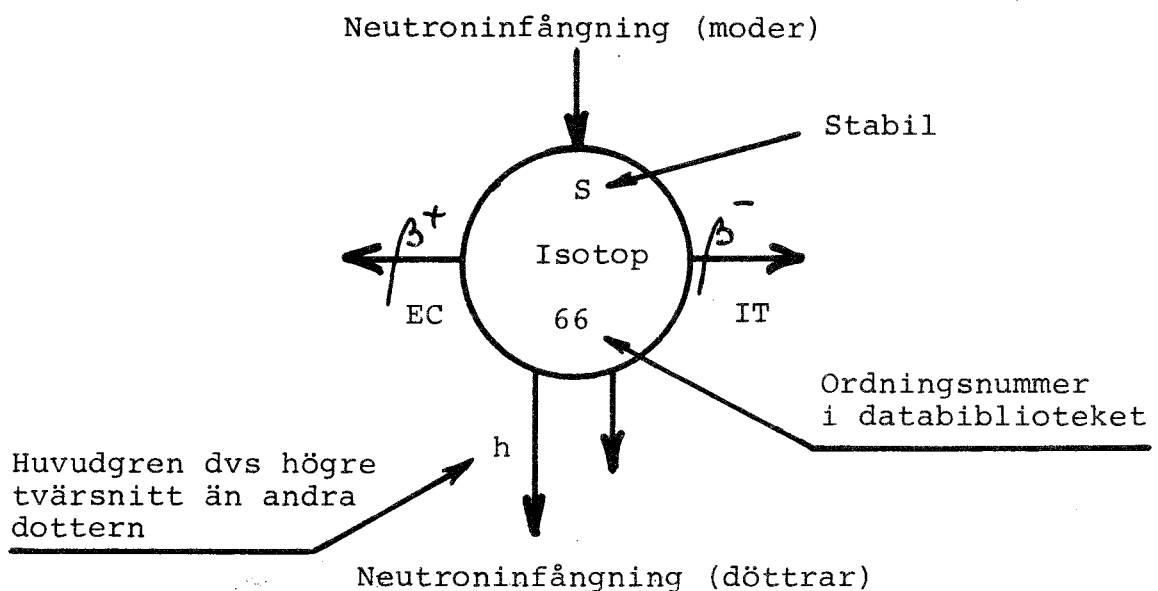 Neutroninfångning (moder)
Stabil
S
β+
β-
Isotop
EC
66
IT
Ordningsnummer
i databiblioteket
h
Huvudgren dvs högre
tvärsnitt än andra
dottern
Neutroninfångning (döttrar)